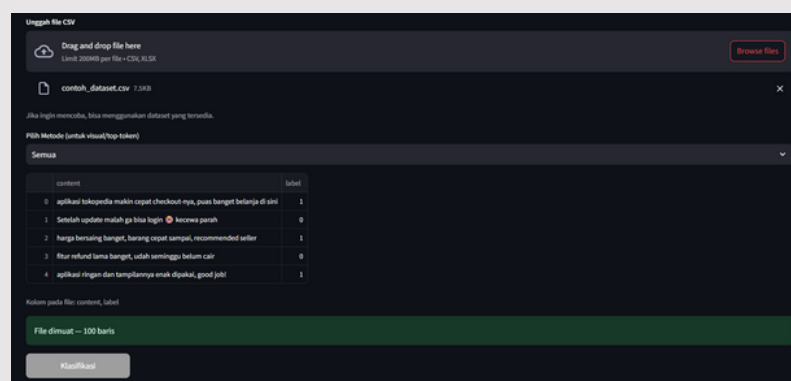 Unggah file CSV
Drag and drop file here
Limit 200MB per file • CSV, XLSX
Browse files
contoh_dataset.csv 7.5KB
Jika ingin mencoba, bisa menggunakan dataset yang tersedia.
Pilih Metode (untuk visual/top-token)
Semua
content label
0 aplikasi tokopedia makin cepat checkout-nya, puas banget belanja di sini 1
1 Setelah update malah ga bisa login 😡 kecewa parah 0
2 harga bersaing banget, barang cepat sampai, recommended seller 1
3 fitur refund lama banget, udah seminggu belum cair 0
4 aplikasi ringan dan tampilannya enak dipakai, good job! 1
Kolom pada file: content, label
File dimuat — 100 baris
Klasifikasi